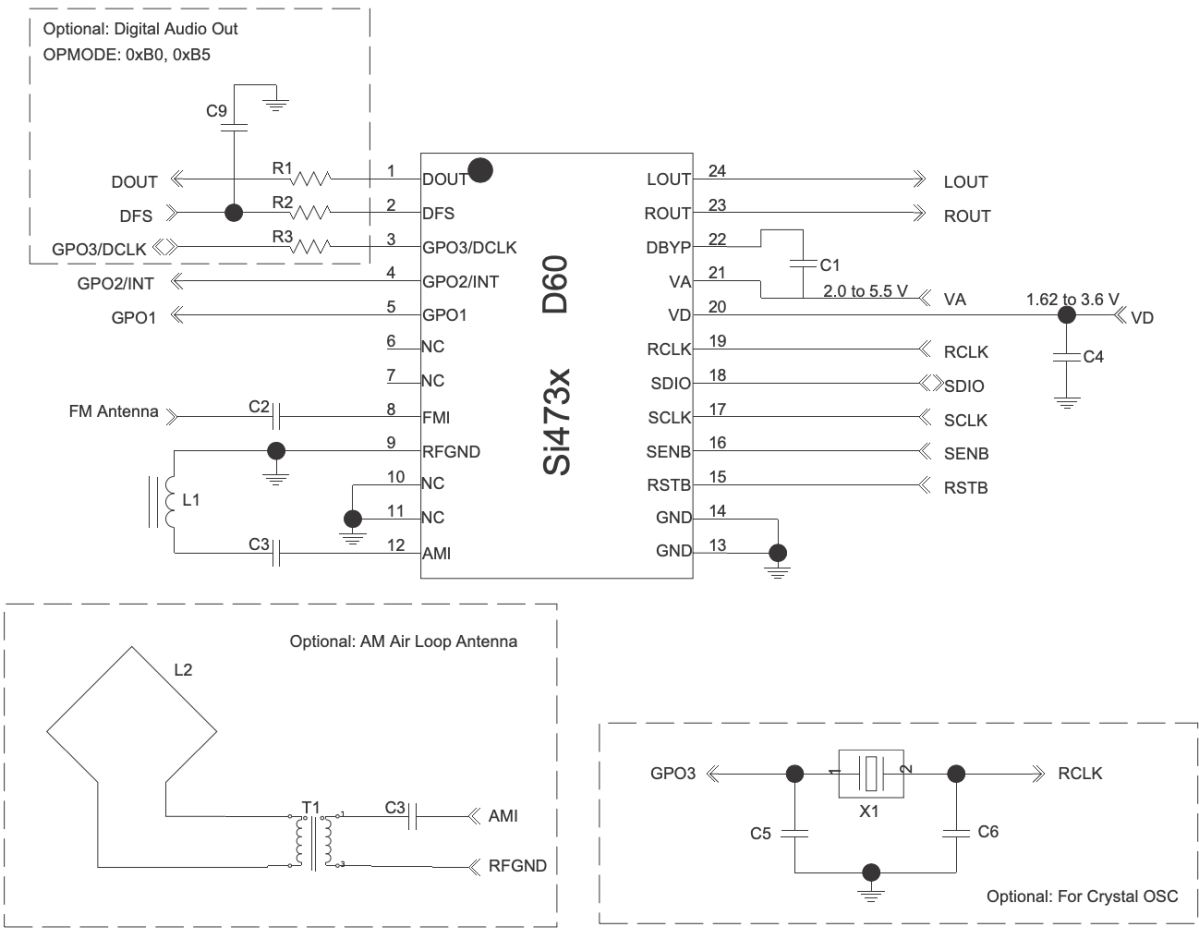 Optional: Digital Audio Out
OPMODE: 0xB0, 0xB5
C9
DOUT
R1
1
DOUT
DFS
R2
2
DFS
GPO3/DCLK
R3
3
GPO3/DCLK
GPO2/INT
4
GPO2/INT
GPO1
5
GPO1
6
NC
7
NC
FM Antenna
C2
8
FMI
9
RFGND
L1
10
NC
11
NC
C3
12
AMI
Si473x D60
LOUT
24
LOUT
ROUT
23
ROUT
DBYP
22
C1
VA
21
2.0 to 5.5 V
VA
VD
20
1.62 to 3.6 V
VD
C4
RCLK
19
RCLK
SDIO
18
SDIO
SCLK
17
SCLK
SENB
16
SENB
RSTB
15
RSTB
GND
14
GND
13
Optional: AM Air Loop Antenna
L2
T1
1
C3
AMI
3
RFGND
GPO3
1
2
RCLK
X1
C5
C6
Optional: For Crystal OSC